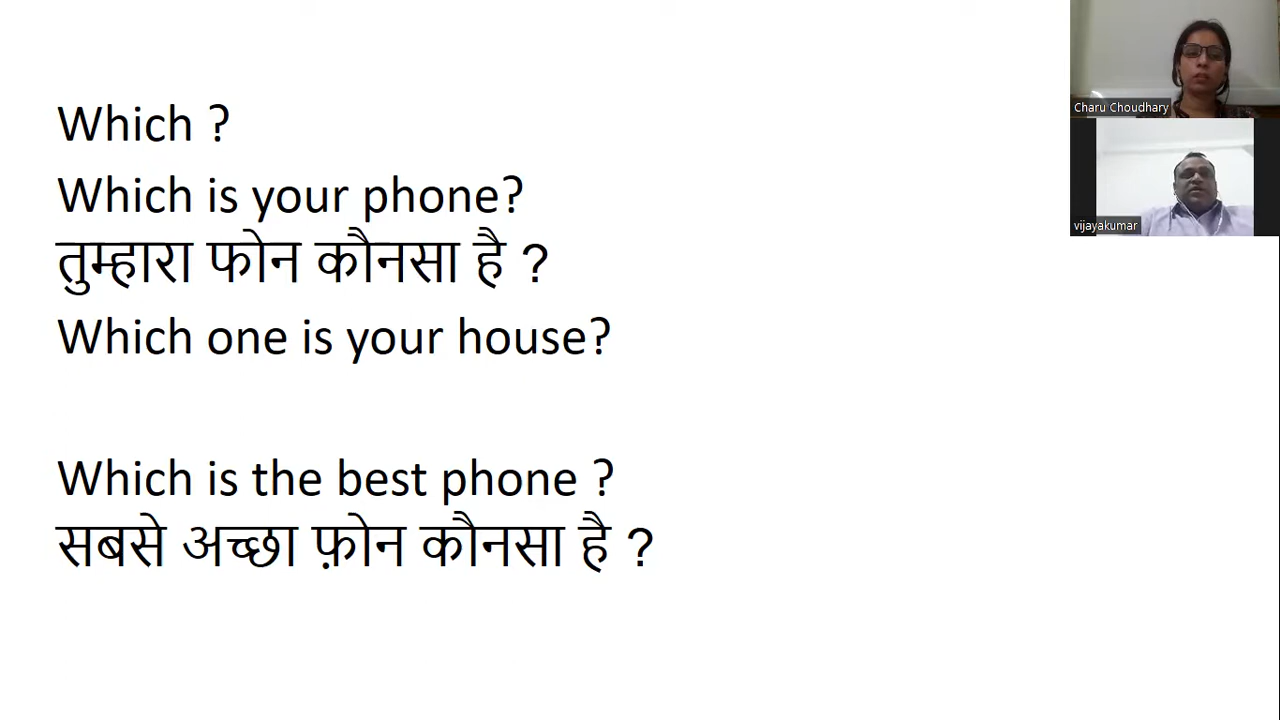 Which ?
Which is your phone?
तुम्हारा फोन कौनसा है ?
Which one is your house?
Which is the best phone ?
सबसे अच्छा फ़ोन कौनसा है ?
Charu Choudhary
vijayakumar